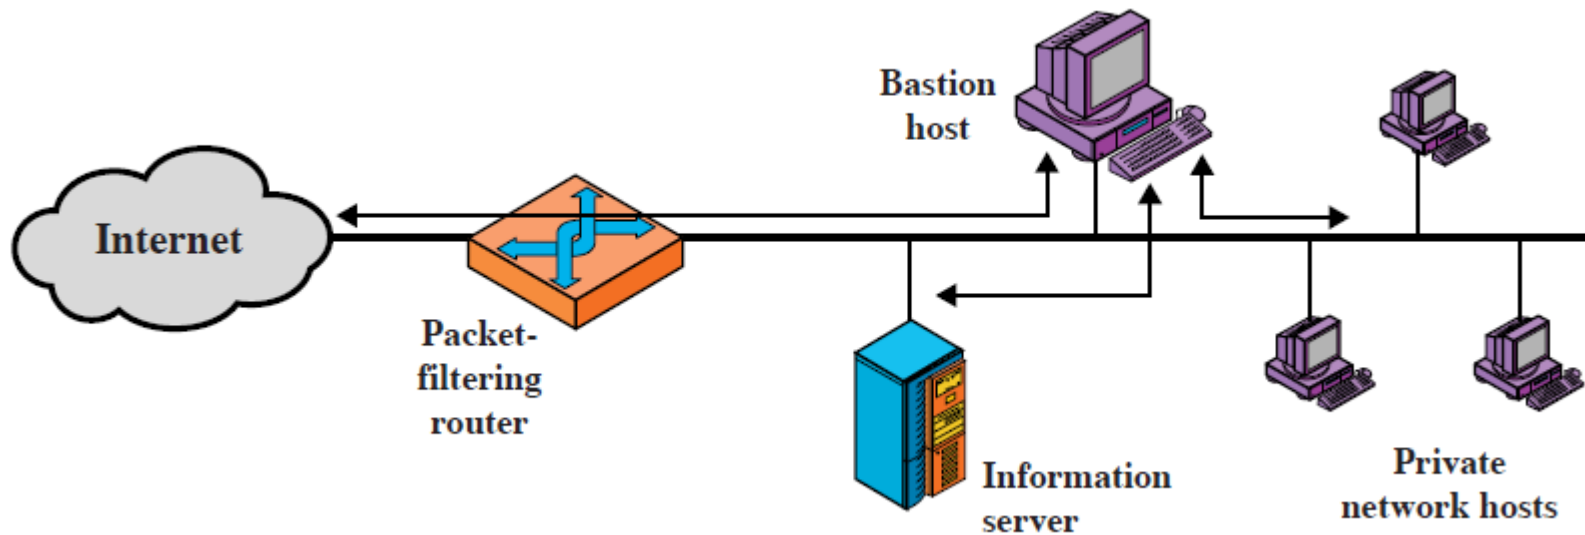 Bastion
host
Internet
Packet-
filtering
router
Information
server
Private
network hosts